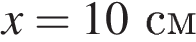 x = 10 см